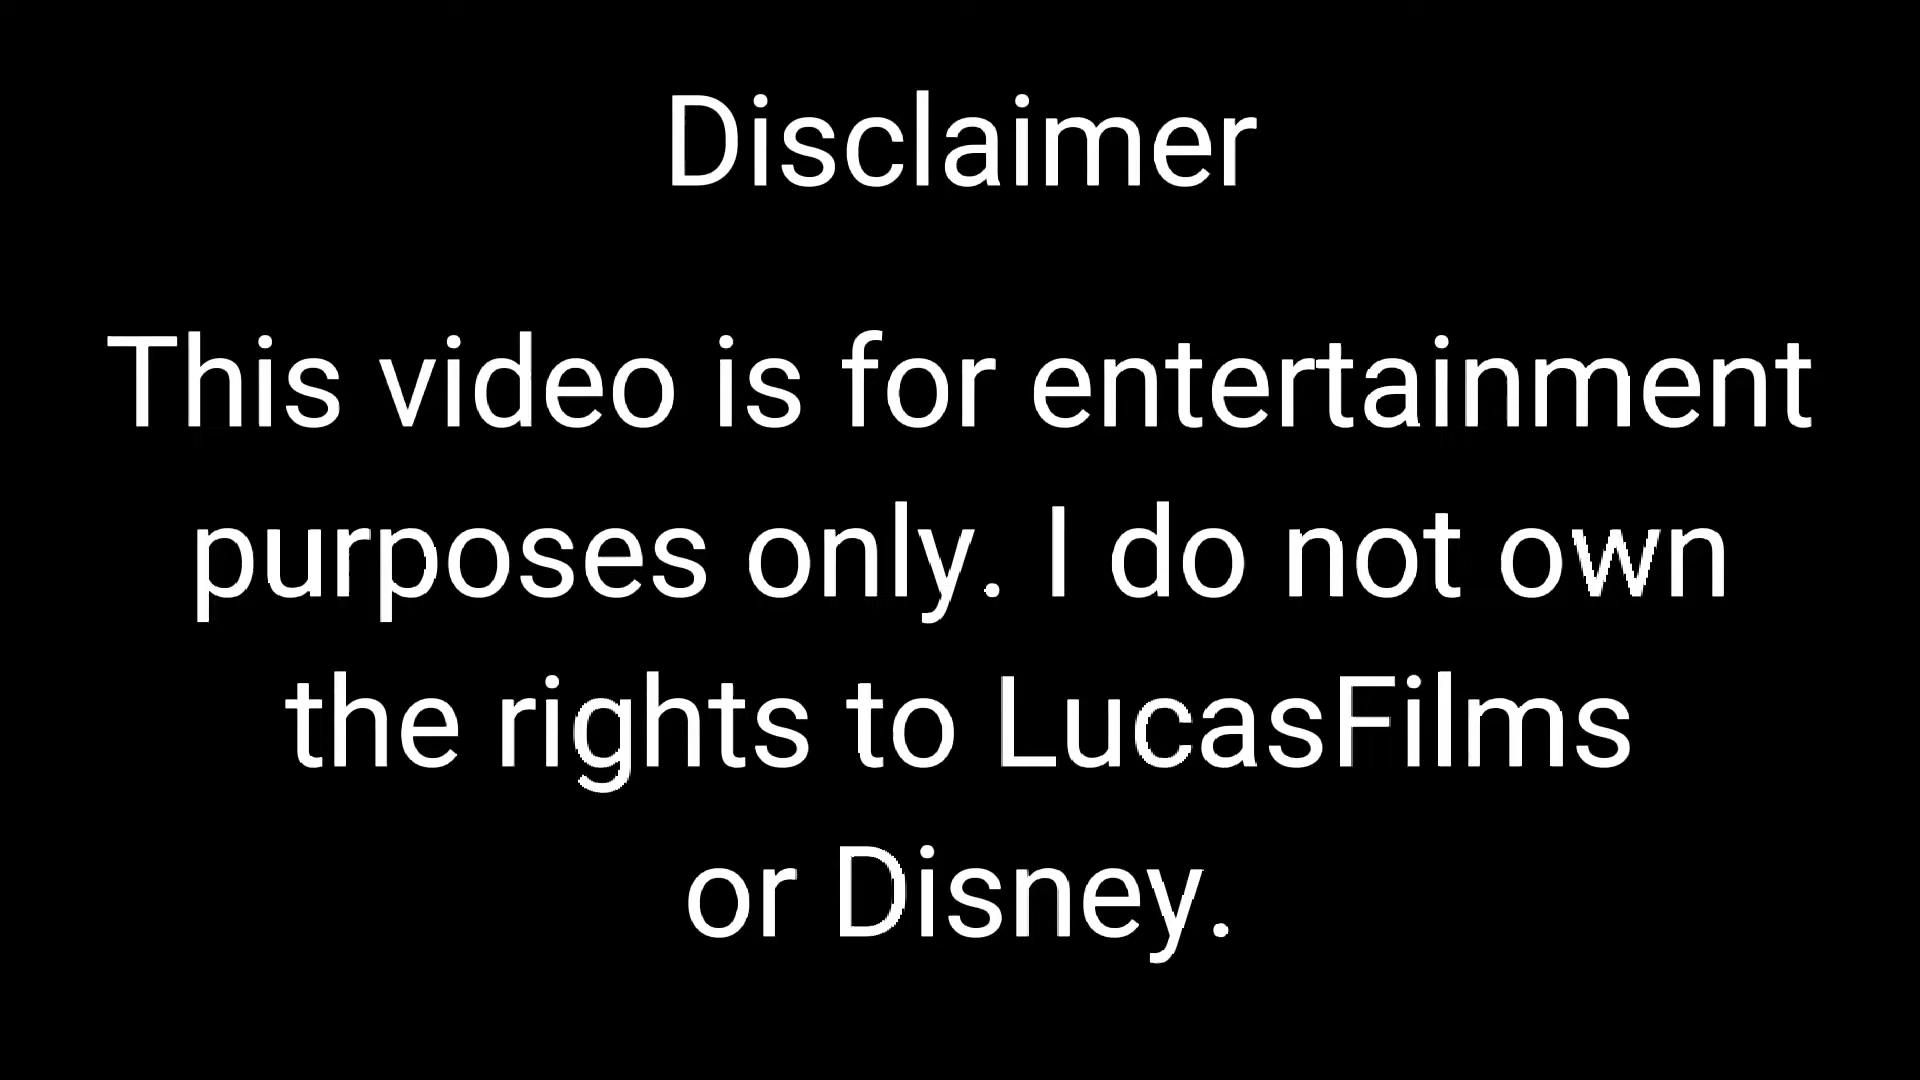 Disclaimer
This video is for entertainment
purposes only. I do not own
the rights to LucasFilms
or Disney.